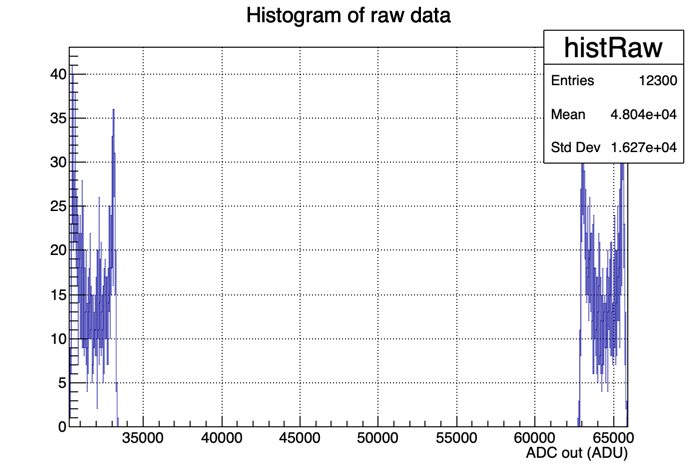 Histogram of raw data
histRaw
Entries 12300
Mean 4.804e+04
Std Dev 1.627e+04
40
35
30
25
20
15
10
5
0
35000 40000 45000 50000 55000 60000 65000
ADC out (ADU)